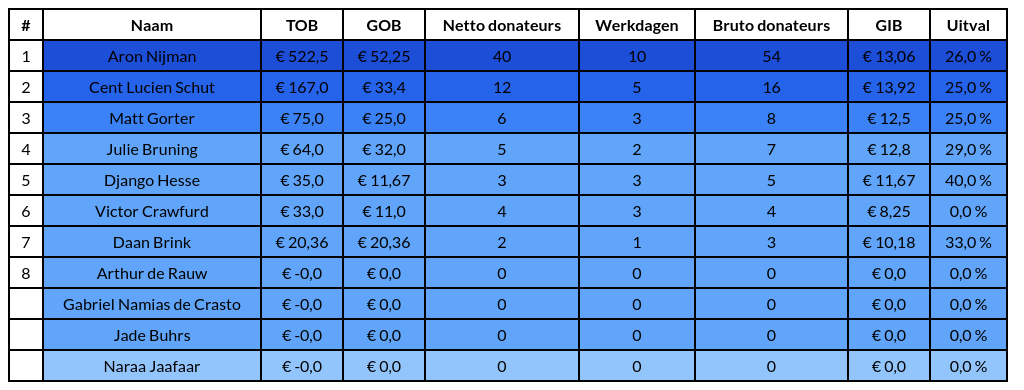 # Naam TOB GOB Netto donateurs Werkdagen Bruto donateurs GIB Uitval
1 Aron Nijman € 522,5 € 52,25 40 10 54 € 13,06 26,0 %
2 Cent Lucien Schut € 167,0 € 33,4 12 5 16 € 13,92 25,0 %
3 Matt Gorter € 75,0 € 25,0 6 3 8 € 12,5 25,0 %
4 Julie Bruning € 64,0 € 32,0 5 2 7 € 12,8 29,0 %
5 Django Hesse € 35,0 € 11,67 3 3 5 € 11,67 40,0 %
6 Victor Crawfurd € 33,0 € 11,0 4 3 4 € 8,25 0,0 %
7 Daan Brink € 20,36 € 20,36 2 1 3 € 10,18 33,0 %
8 Arthur de Rauw € -0,0 € 0,0 0 0 0 € 0,0 0,0 %
Gabriel Namias de Crasto € -0,0 € 0,0 0 0 0 € 0,0 0,0 %
Jade Buhrs € -0,0 € 0,0 0 0 0 € 0,0 0,0 %
Naraa Jaafaar € -0,0 € 0,0 0 0 0 € 0,0 0,0 %